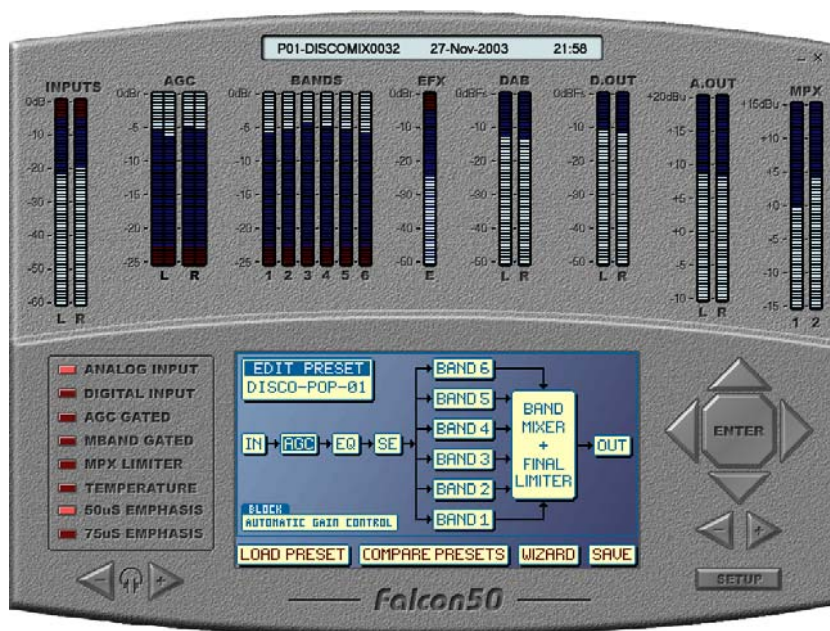 P01-DISCOMIX0032 27-Nov-2003 21:58
INPUTS AGC BANDS EFX DAB D.OUT A.OUT MPX
0dBr 0dBr 0dBr 0dBr 0dBFs 0dBFs +20dBu +15dBu
-10 -20 -30 -40 -50 -60
L R
-5 -10 -15 -20 -25
L R
-5 -10 -15 -20 -25
1 2 3 4 5 6
-10 -20 -30 -40 -60
E
-10 -20 -30 -40 -60
L R
-10 -20 -30 -40 -60
L R
+15 +10 +5 +0 -5 -10
L R
+10 +5 +0 -5 -10 -15
1 2
ANALOG INPUT
DIGITAL INPUT
AGC GATED
MBAND GATED
MPX LIMITER
TEMPERATURE
50uS EMPHASIS
75uS EMPHASIS
EDIT PRESET
DISCO-POP-01
IN AGC EQ SE
BAND 6
BAND 5
BAND 4
BAND 3
BAND 2
BAND 1
BAND
MIXER
+
FINAL
LIMITER
OUT
BLOCK
AUTOMATIC GAIN CONTROL
LOAD PRESET COMPARE PRESETS WIZARD SAVE
ENTER
- +
SETUP
- +
Falcon50